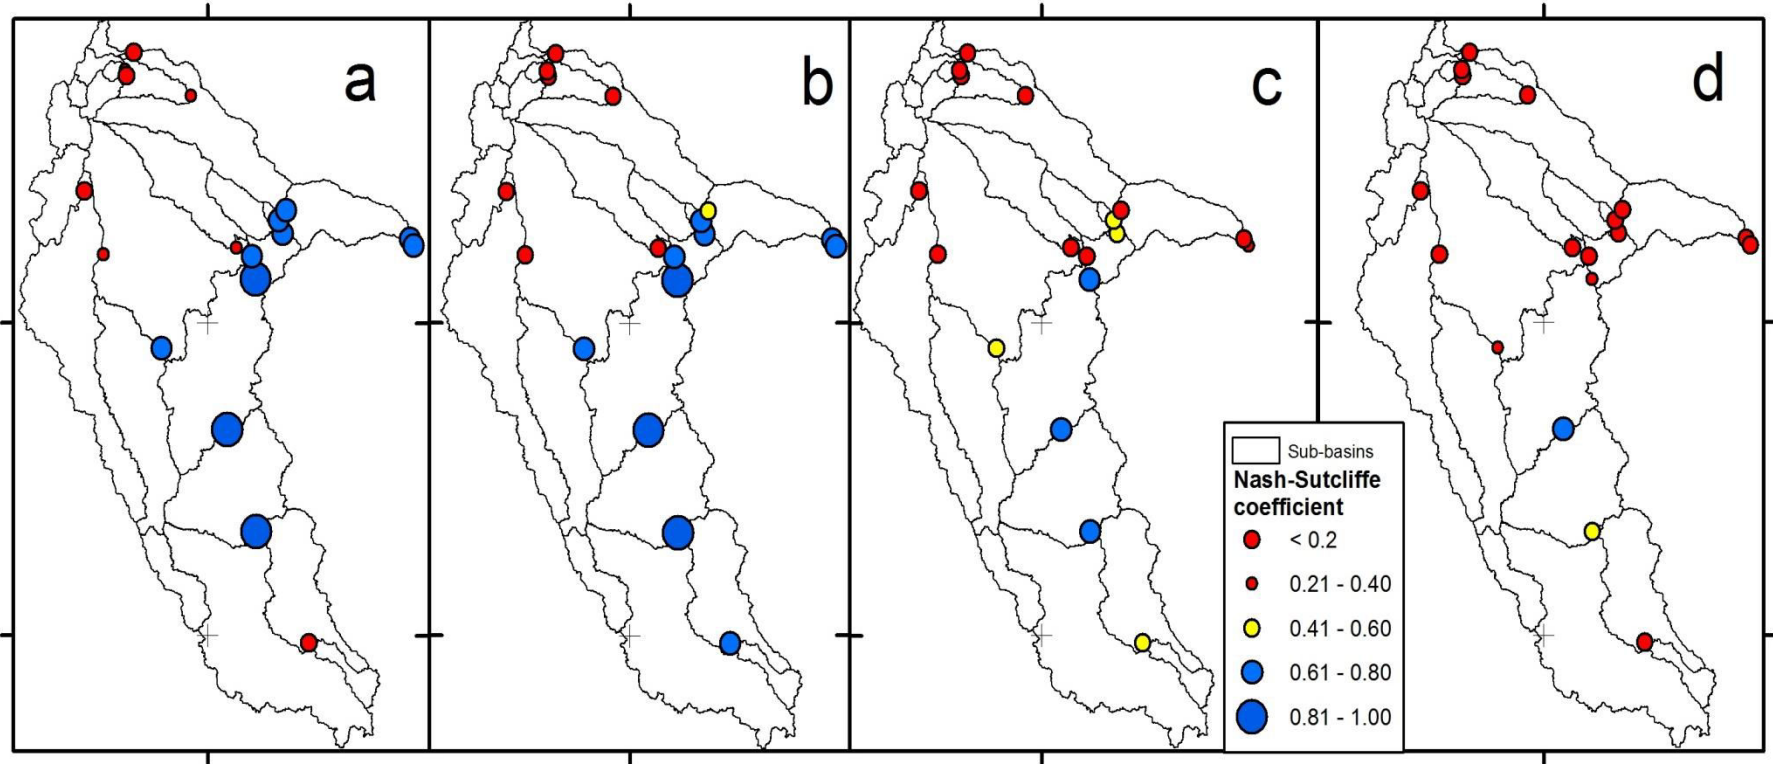 a
b
c
d
Sub-basins
Nash-Sutcliffe
coefficient
< 0.2
0.21 - 0.40
0.41 - 0.60
0.61 - 0.80
0.81 - 1.00